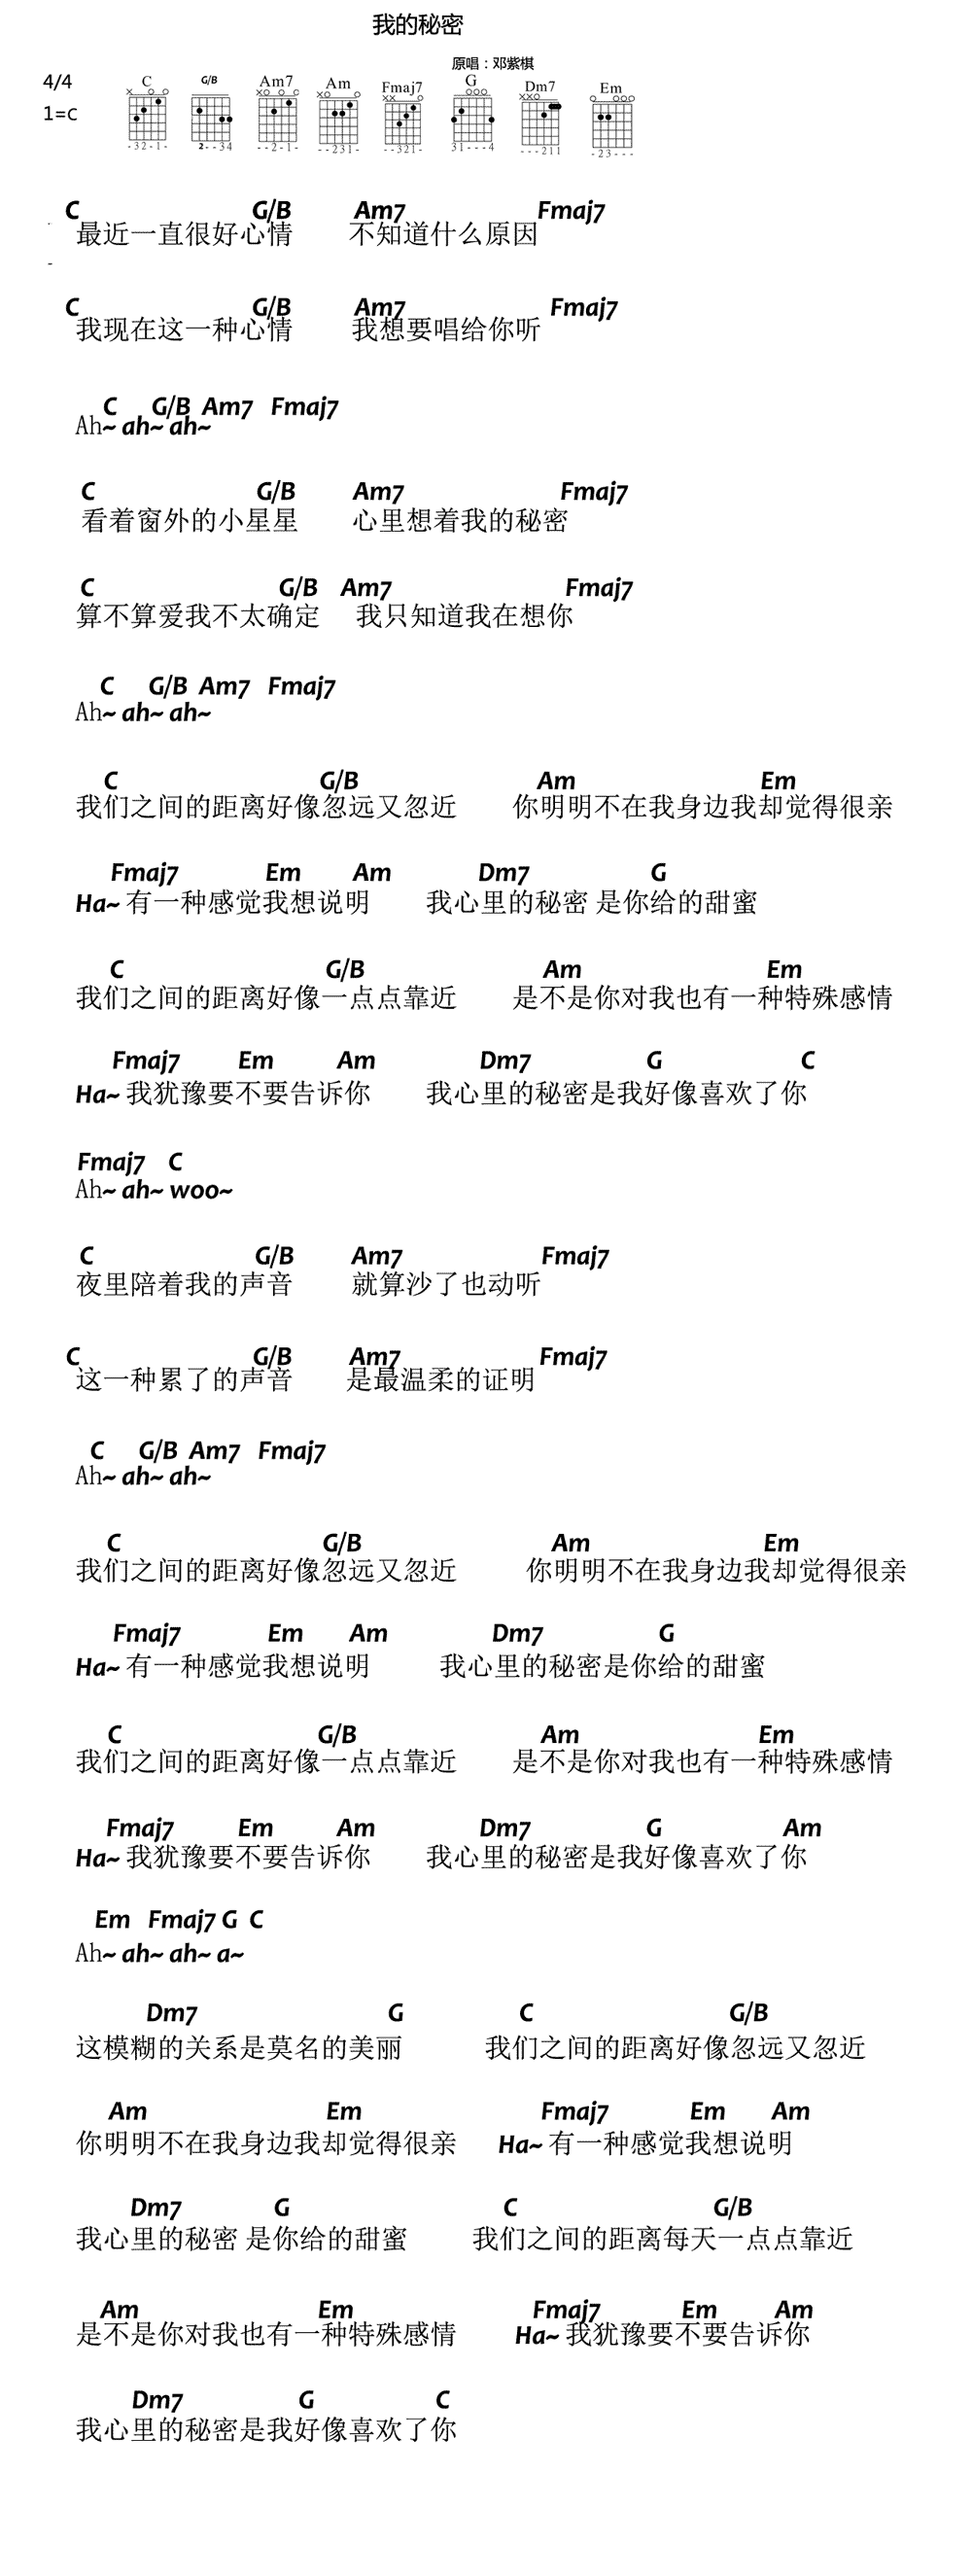 我的秘密
原唱：邓紫棋
4/4
1=C
C G/B Am7 Am Fmaj7 G Dm7 Em
-32-1- 2--34 --2-1- --231- --321- 31---4 ---211 -23---
C G/B Am7 Fmaj7
最近一直很好心情 不知道什么原因
C G/B Am7 Fmaj7
我现在这一种心情 我想要唱给你听
C G/B Am7 Fmaj7
Ah~ ah~ ah~
C G/B Am7 Fmaj7
看着窗外的小星星 心里想着我的秘密
C G/B Am7 Fmaj7
算不算爱我不太确定 我只知道我在想你
C G/B Am7 Fmaj7
Ah~ ah~ ah~
C G/B Am Em
我们之间的距离好像忽远又忽近 你明明不在我身边我却觉得很亲
Fmaj7 Em Am Dm7 G
Ha~ 有一种感觉我想说明 我心里的秘密 是你给的甜蜜
C G/B Am Em
我们之间的距离好像一点点靠近 是不是你对我也有一种特殊感情
Fmaj7 Em Am Dm7 G C
Ha~ 我犹豫要不要告诉你 我心里的秘密是我好像喜欢了你
Fmaj7 C
Ah~ ah~ woo~
C G/B Am7 Fmaj7
夜里陪着我的声音 就算沙了也动听
C G/B Am7 Fmaj7
这一种累了的声音 是最温柔的证明
C G/B Am7 Fmaj7
Ah~ ah~ ah~
C G/B Am Em
我们之间的距离好像忽远又忽近 你明明不在我身边我却觉得很亲
Fmaj7 Em Am Dm7 G
Ha~ 有一种感觉我想说明 我心里的秘密是你给的甜蜜
C G/B Am Em
我们之间的距离好像一点点靠近 是不是你对我也有一种特殊感情
Fmaj7 Em Am Dm7 G Am
Ha~ 我犹豫要不要告诉你 我心里的秘密是我好像喜欢了你
Em Fmaj7 G C
Ah~ ah~ ah~ a~
Dm7 G C G/B
这模糊的关系是莫名的美丽 我们之间的距离好像忽远又忽近
Am Em Fmaj7 Em Am
你明明不在我身边我却觉得很亲 Ha~ 有一种感觉我想说明
Dm7 G C G/B
我心里的秘密 是你给的甜蜜 我们之间的距离每天一点点靠近
Am Em Fmaj7 Em Am
是不是你对我也有一种特殊感情 Ha~ 我犹豫要不要告诉你
Dm7 G C
我心里的秘密是我好像喜欢了你